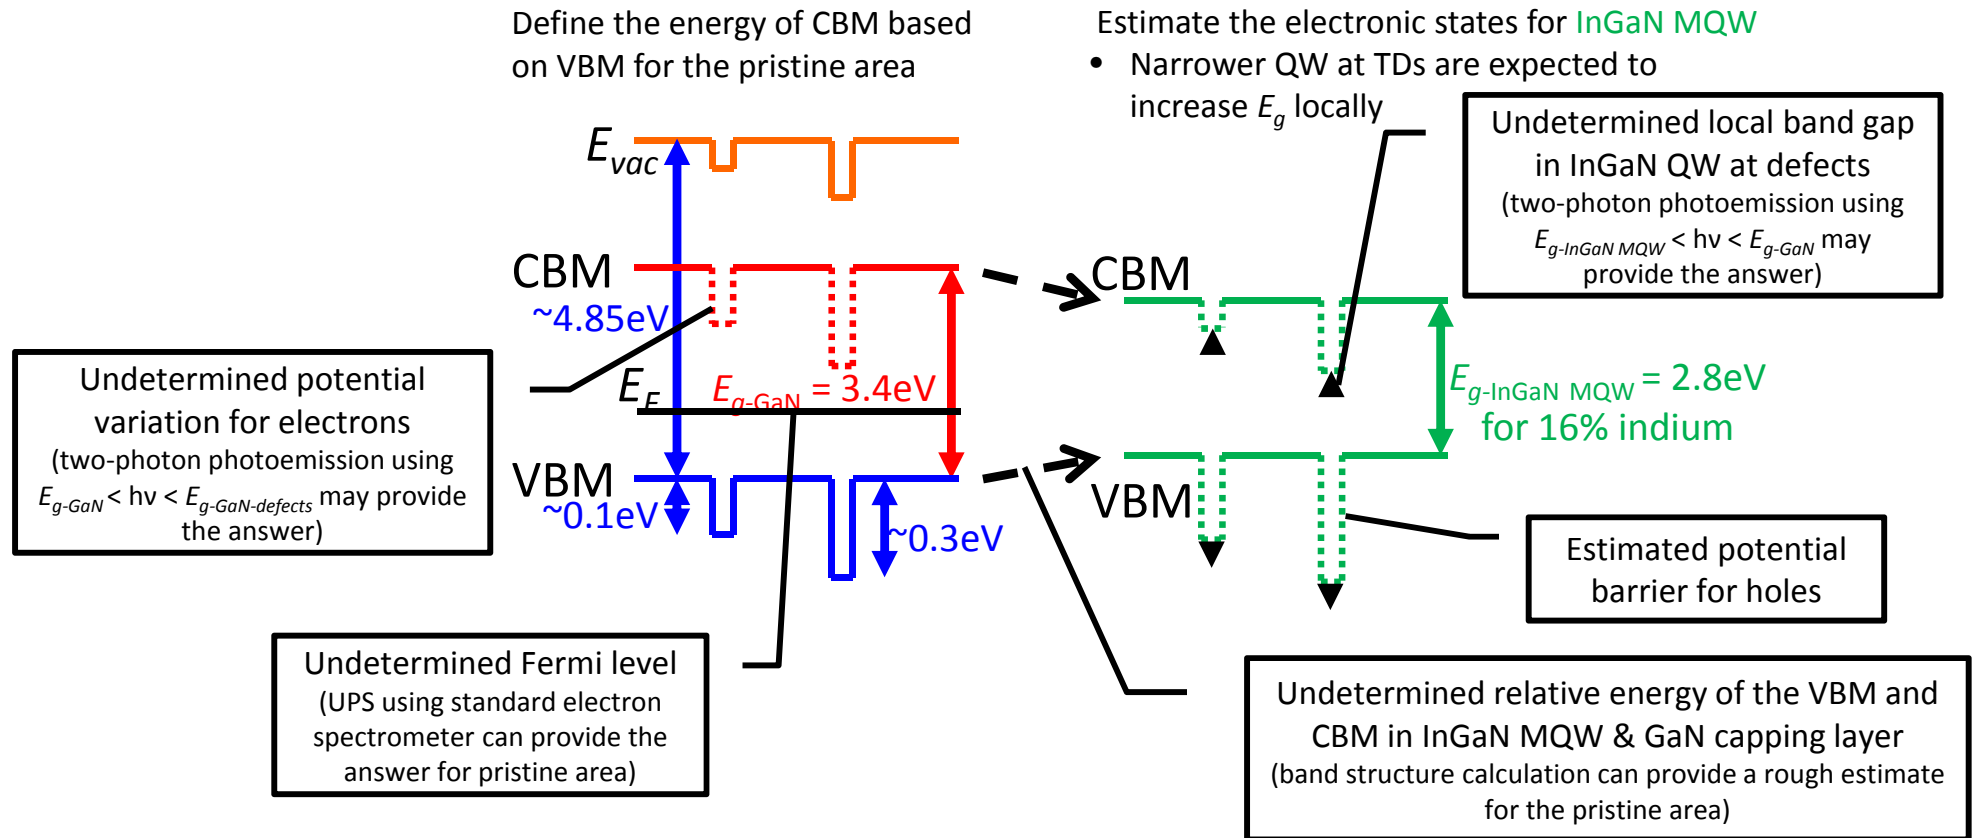 Define the energy of CBM based
on VBM for the pristine area
Estimate the electronic states for InGaN MQW
• Narrower QW at TDs are expected to
increase Eg locally
Undetermined local band gap
in InGaN QW at defects
(two-photon photoemission using
Eg-InGaN MQW < hν < Eg-GaN may
provide the answer)
Evac
CBM
~4.85eV
CBM
Undetermined potential
variation for electrons
(two-photon photoemission using
Eg-GaN < hν < Eg-GaN-defects may provide
the answer)
EF
Eg-GaN = 3.4eV
Eg-InGaN MQW = 2.8eV
for 16% indium
VBM
~0.1eV
~0.3eV
VBM
Estimated potential
barrier for holes
Undetermined Fermi level
(UPS using standard electron
spectrometer can provide the
answer for pristine area)
Undetermined relative energy of the VBM and
CBM in InGaN MQW & GaN capping layer
(band structure calculation can provide a rough estimate
for the pristine area)